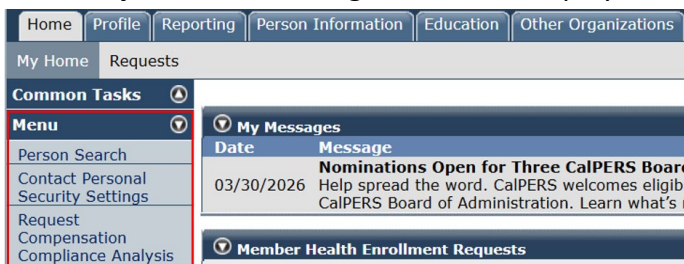 Home Profile Reporting Person Information Education Other Organizations
My Home Requests
Common Tasks
Menu
Person Search
Contact Personal
Security Settings
Request
Compensation
Compliance Analysis
My Messages
Date Message
Nominations Open for Three CalPERS Board
03/30/2026 Help spread the word. CalPERS welcomes eligib
CalPERS Board of Administration. Learn what's
Member Health Enrollment Requests